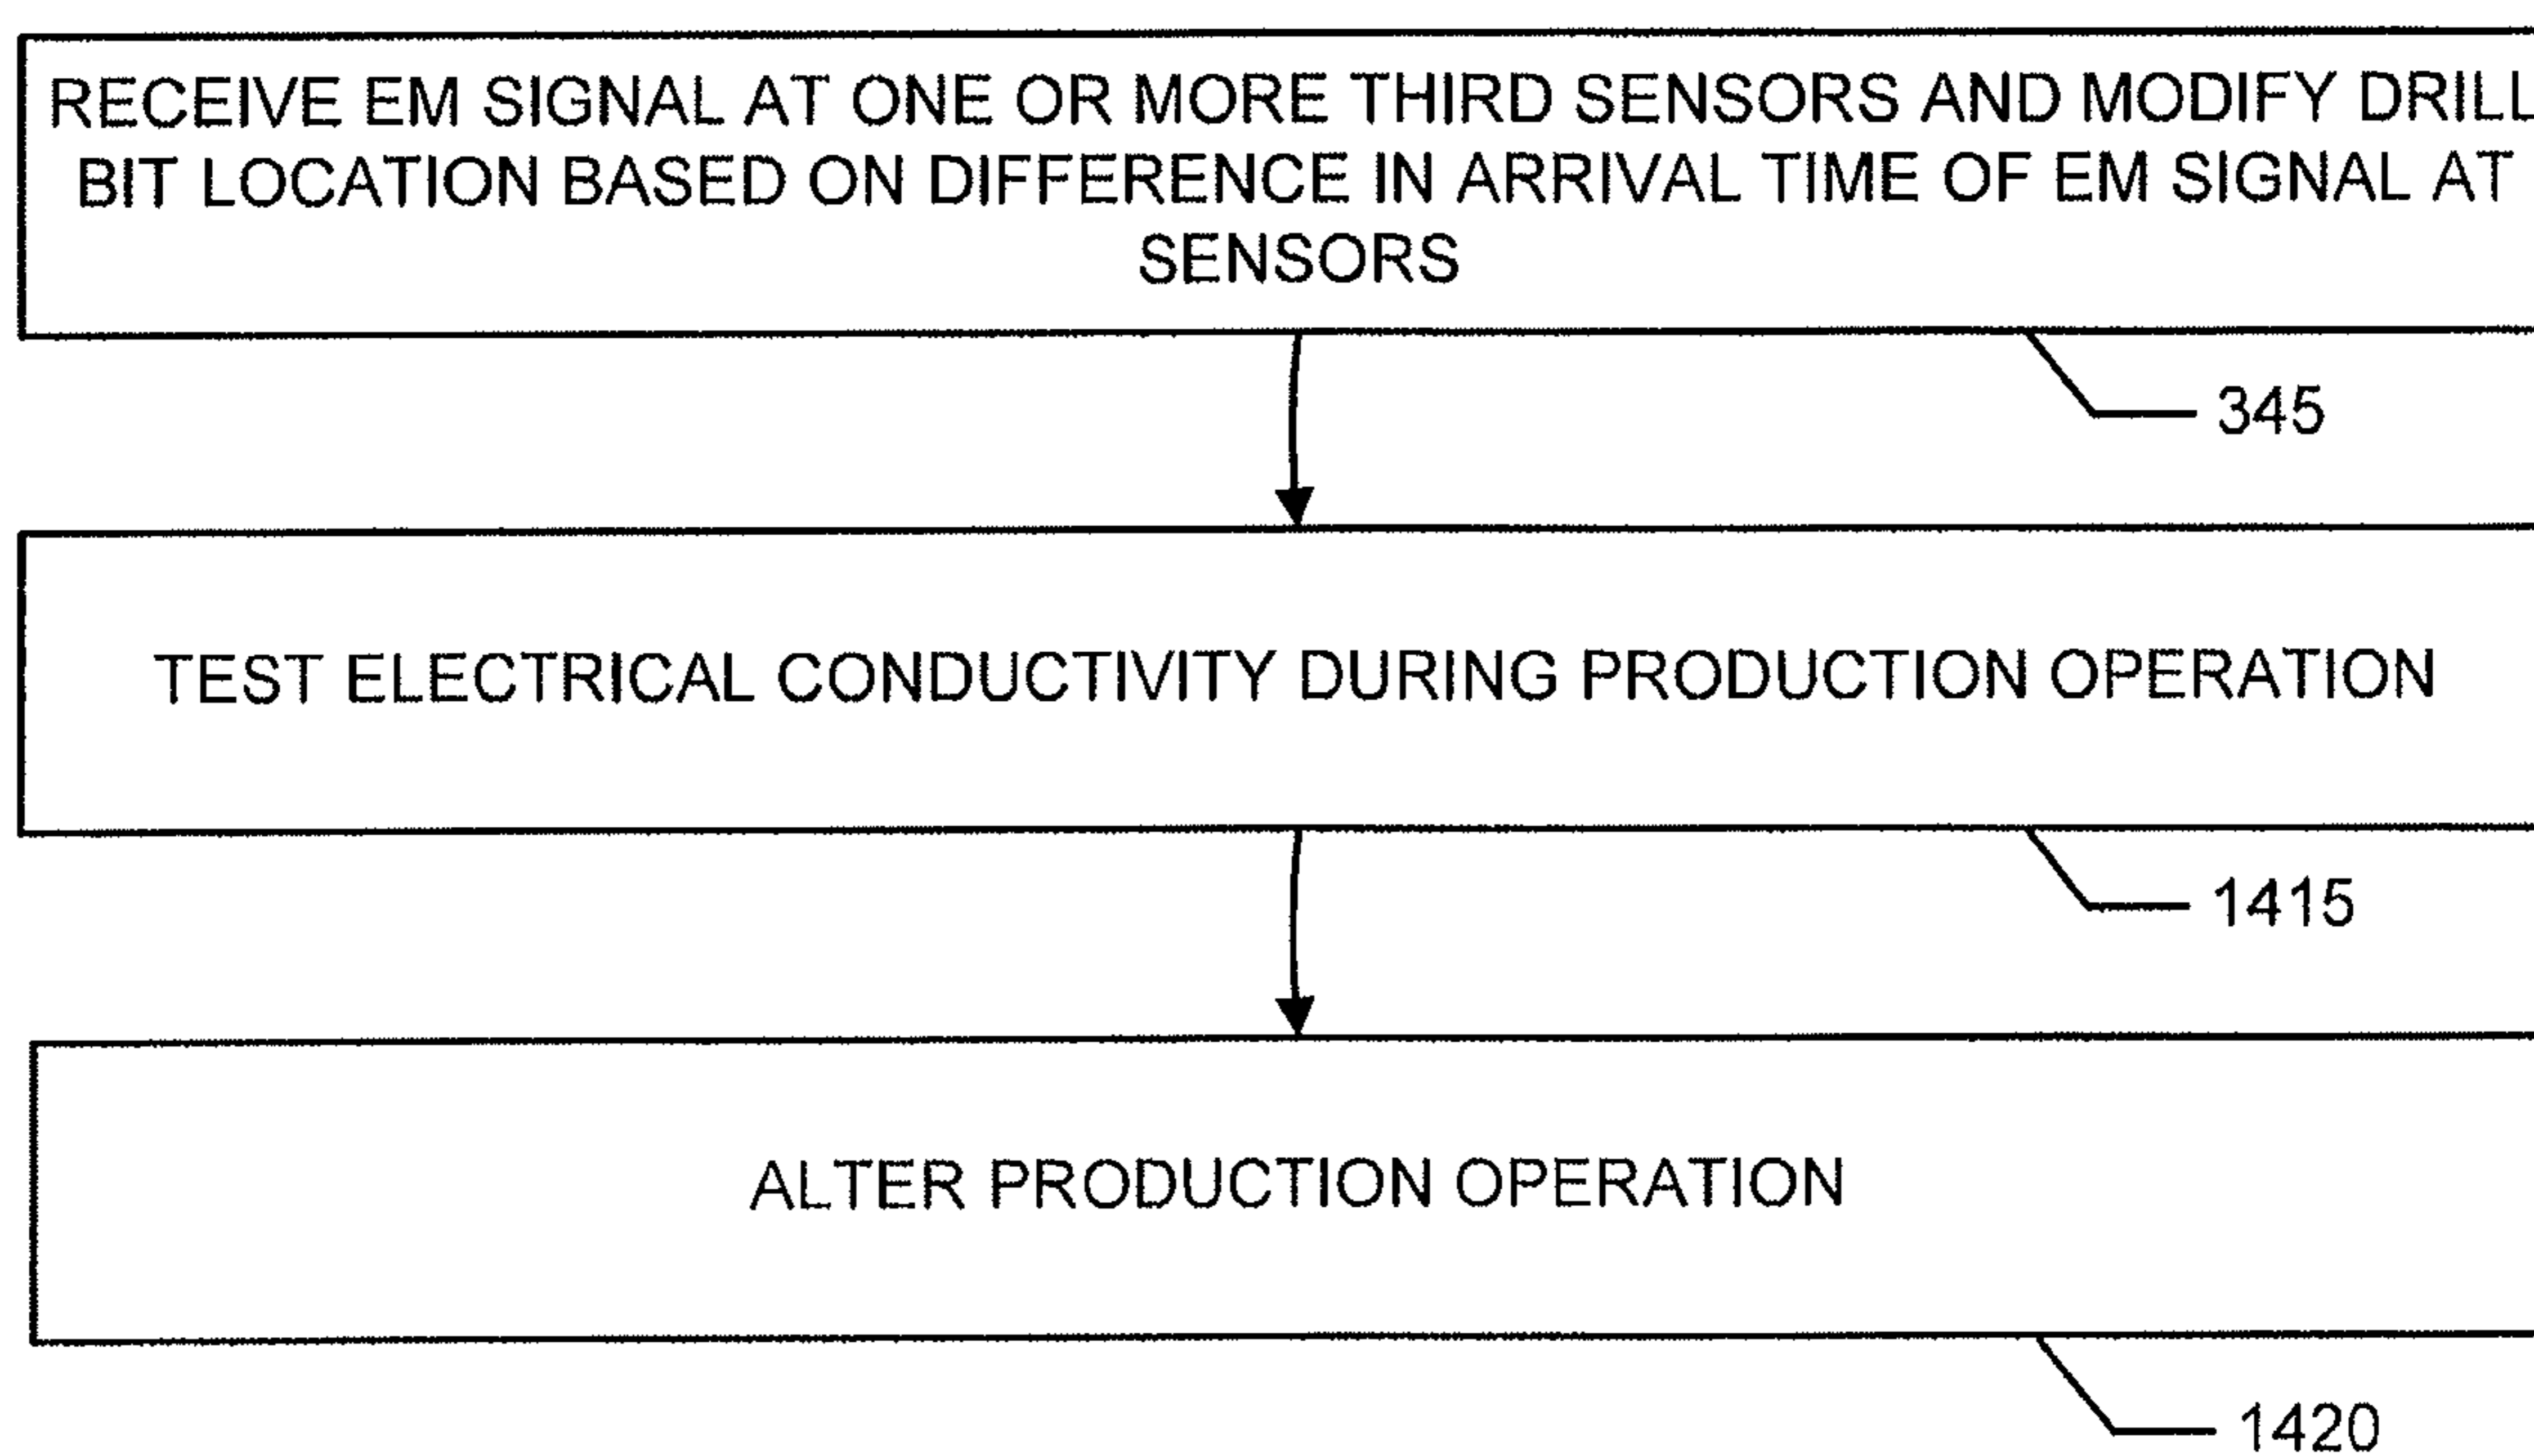 RECEIVE EM SIGNAL AT ONE OR MORE THIRD SENSORS AND MODIFY DRILL
BIT LOCATION BASED ON DIFFERENCE IN ARRIVAL TIME OF EM SIGNAL AT
SENSORS
345
TEST ELECTRICAL CONDUCTIVITY DURING PRODUCTION OPERATION
1415
ALTER PRODUCTION OPERATION
1420